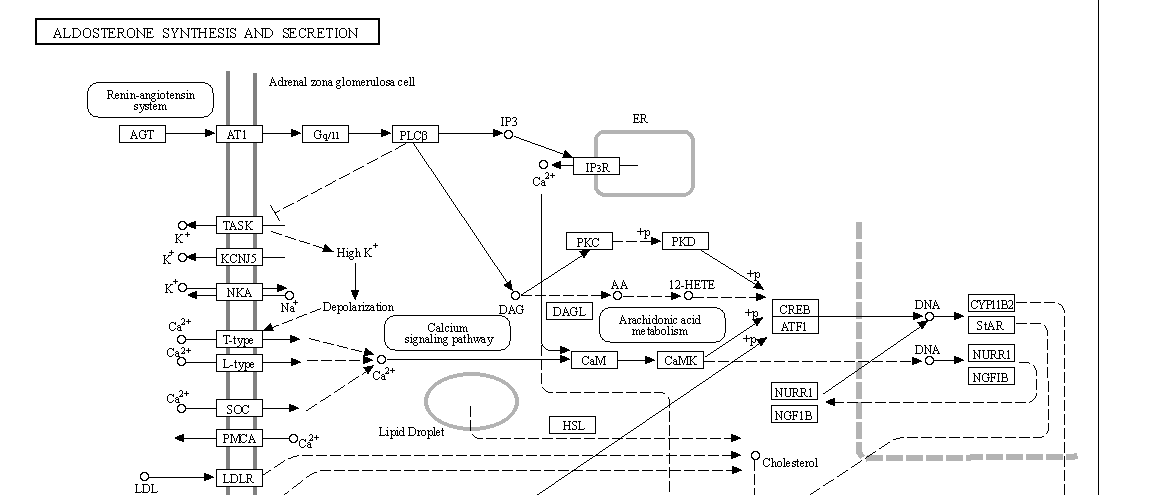 ALDOSTERONE SYNTHESIS AND SECRETION
Adrenal zona glomerulosa cell
Renin-angiotensin
system
AGT
AT1
Gq/11
PLCβ
IP3
ER
IP3R
Ca2+
TASK
K+
PKC
+p
PKD
KCNJ5
K+
High K+
+p
K+
NKA
Na+
Depolarization
DAG
AA
12-HETE
DAGL
Arachidonic acid
metabolism
CREB
ATF1
DNA
CYP11B2
StAR
Ca2+
T-type
Calcium
signaling pathway
+p
+p
Ca2+
L-type
Ca2+
CaM
CaMK
DNA
NURR1
NGFIB
Ca2+
SOC
NURR1
NGF1B
PMCA
Ca2+
Lipid Droplet
HSL
Cholesterol
LDL
LDLR